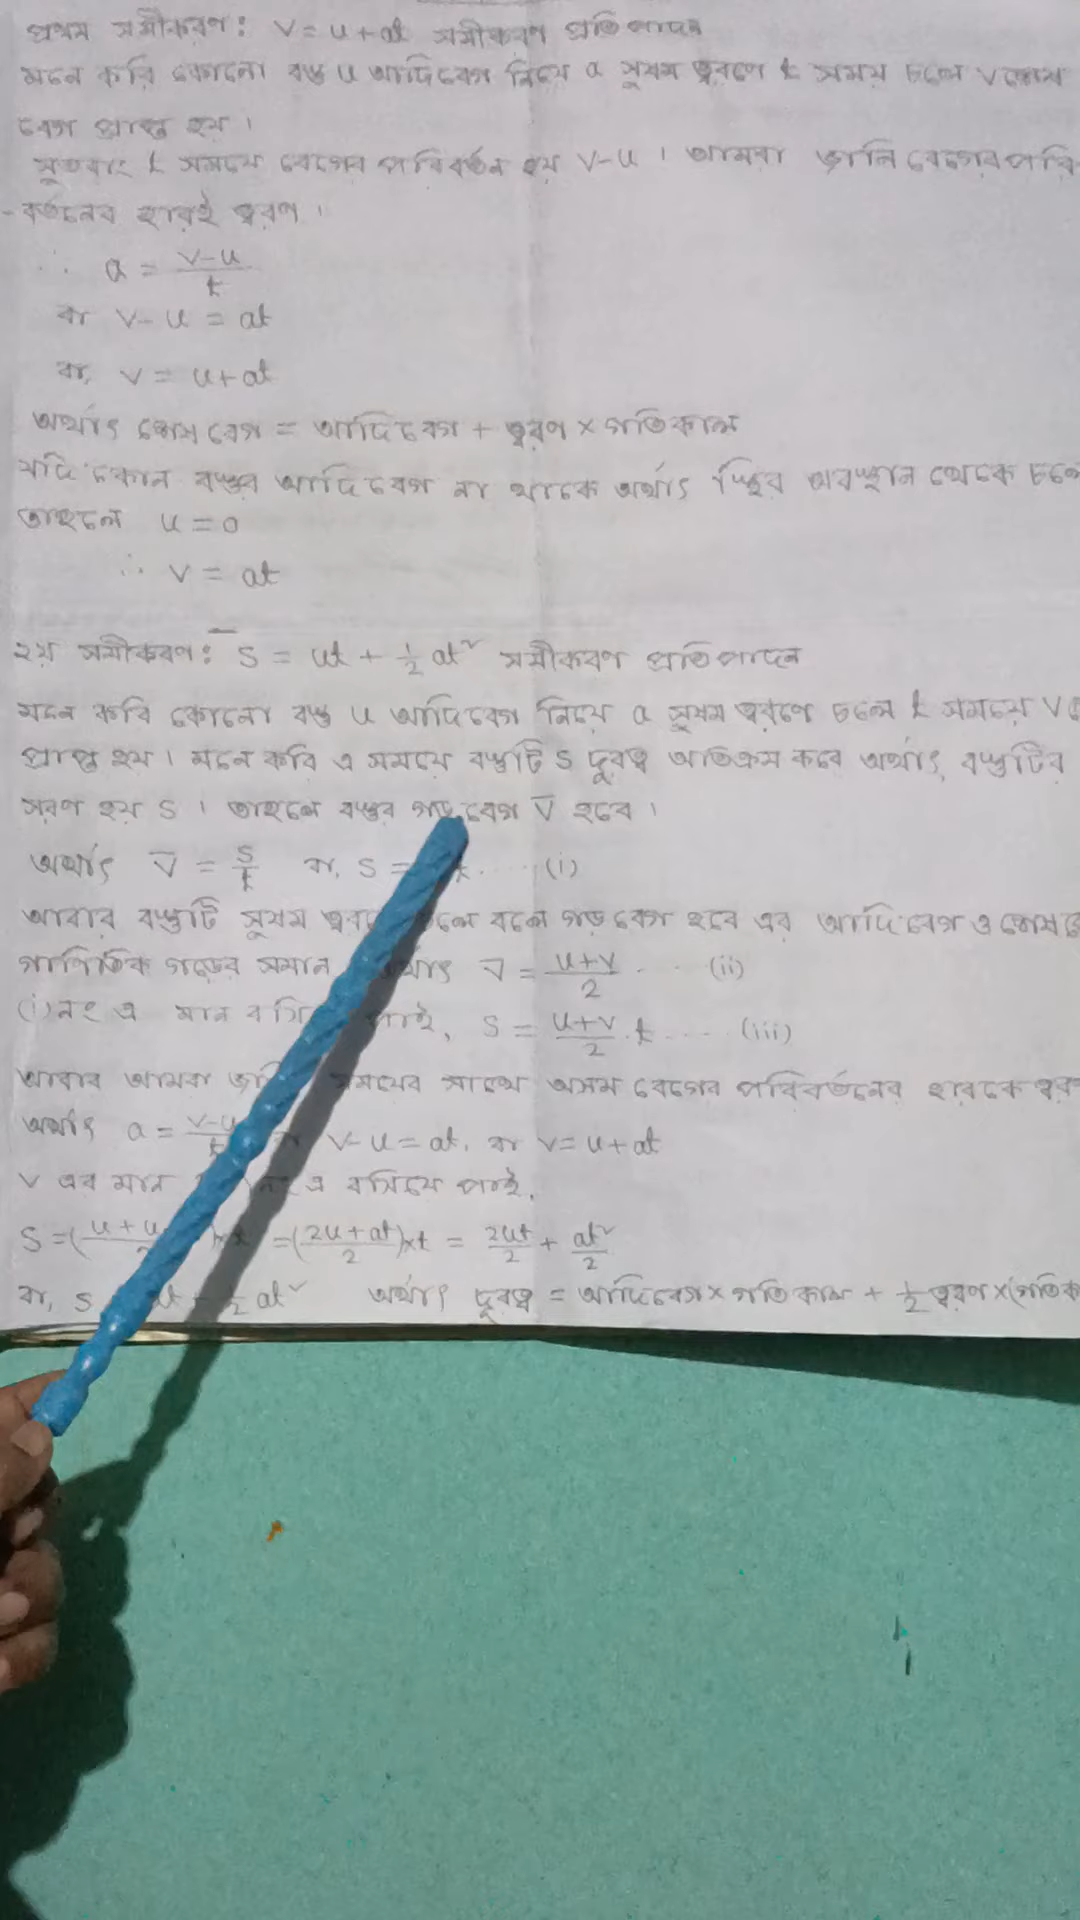 প্রথম সমীকরণ: v = u + at সমীকরণ প্রতিপাদন
মনে করি কোনো বস্তু u আদিবেগ নিয়ে a সুষম ত্বরণে t সময় চলে v শেষ
বেগ প্রাপ্ত হয়।
সুতরাং t সময়ে বেগের পরিবর্তন হয় v-u । আমরা জানি বেগের পরি-
-বর্তনের হারই ত্বরণ।
∴ a = (v-u)/t
বা v-u = at
বা, v = u+at
অর্থাৎ শেষবেগ = আদিবেগ + ত্বরণ × গতিকাল
যদি কোন বস্তুর আদিবেগ না থাকে অর্থাৎ স্থির অবস্থান থেকে চলে
তাহলে u = 0
∴ v = at
২য় সমীকরণ: s = ut + ½ at² সমীকরণ প্রতিপাদন
মনে করি কোনো বস্তু u আদিবেগ নিয়ে a সুষম ত্বরণে চলে t সময়ে v
প্রাপ্ত হয়। মনে করি এ সময়ে বস্তুটি s দূরত্ব অতিক্রম করে অর্থাৎ, বস্তুটির
সরণ হয় s । তাহলে বস্তুর গড়বেগ v̄ হবে।
অর্থাৎ v̄ = s/t বা, s = t.... (i)
আবার বস্তুটি সুষম ত্বরণে চলে বলে গড় বেগ হবে এর আদিবেগ ও শেষ
গাণিতিক গড়ের সমান অর্থাৎ v̄ = (u+v)/2 .... (ii)
(i) নং এ মান বসিয়ে পাই, s = (u+v)/2 . t .... (iii)
আবার আমরা জানি সময়ের সাথে অসম বেগের পরিবর্তনের হারকে
অর্থাৎ a = (v-u)/t বা v-u = at. বা v = u+at
v এর মান নং এ বসিয়ে পাই,
s = (u+u = (2u+at)/2 × t = 2ut/2 + at²/2
বা, s ½ at² অর্থাৎ দূরত্ব = আদিবেগ × গতিকাল + ½ ত্বরণ × (গতিক